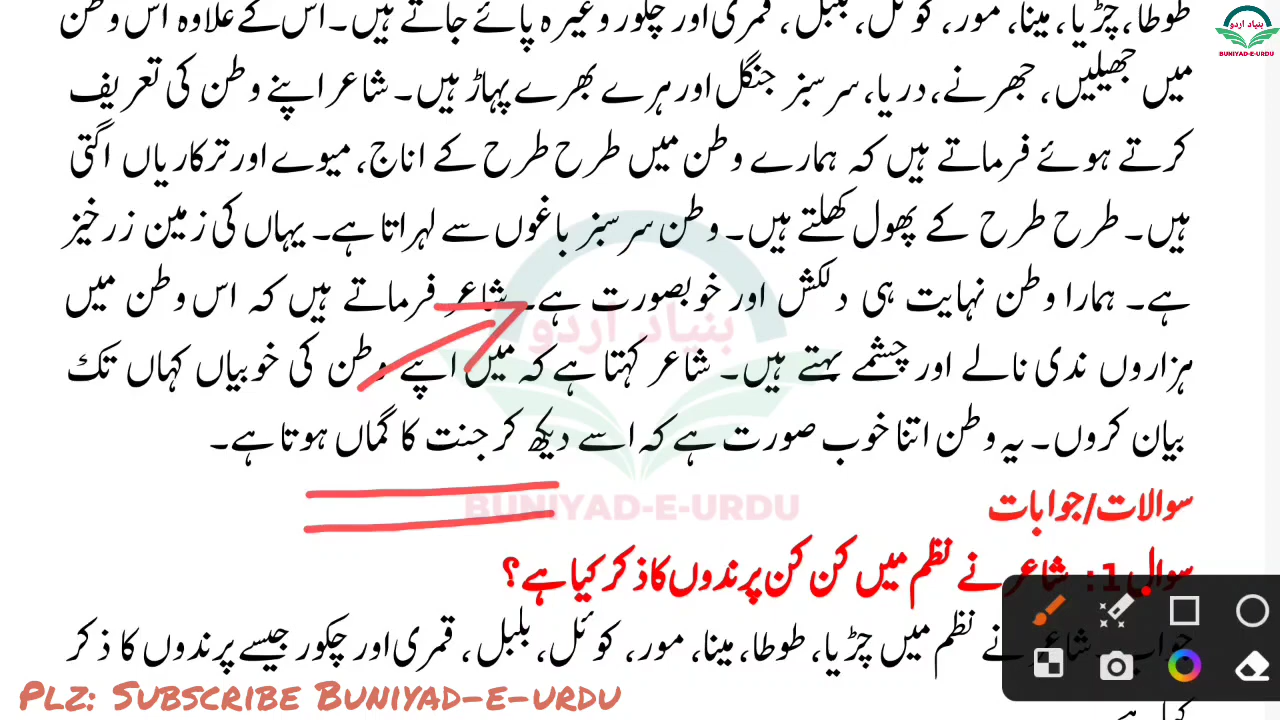 طوطا، چڑیا، مینا، مور، کوئل، بلبل، قمری اور چکور وغیرہ پائے جاتے ہیں۔ اس کے علاوہ اس وطن
میں جھیلیں، جھرنے، دریا، سرسبز جنگل اور ہرے بھرے پہاڑ ہیں۔ شاعر اپنے وطن کی تعریف
کرتے ہوئے فرماتے ہیں کہ ہمارے وطن میں طرح طرح کے اناج، میوے اور ترکاریاں اگتی
ہیں۔ طرح طرح کے پھول کھلتے ہیں۔ وطن سرسبز باغوں سے لہراتا ہے۔ یہاں کی زمین زرخیز
ہے۔ ہمارا وطن نہایت ہی دلکش اور خوبصورت ہے۔ شاعر فرماتے ہیں کہ اس وطن میں
ہزاروں ندی نالے اور چشمے بہتے ہیں۔ شاعر کہتا ہے کہ میں اپنے وطن کی خوبیاں کہاں تک
بیان کروں۔ یہ وطن اتنا خوب صورت ہے کہ اسے دیکھ کر جنت کا گماں ہوتا ہے۔
سوالات/جوابات
سوال 1: شاعر نے نظم میں کن کن پرندوں کا ذکر کیا ہے؟
نے نظم میں چڑیا، طوطا، مینا، مور، کوئل، بلبل، قمری اور چکور جیسے پرندوں کا ذکر
بنیاد اردو
BUNIYAD-E-URDU
بنیاد اردو
BUNIYAD-E-URDU
Plz: Subscribe Buniyad-e-urdu